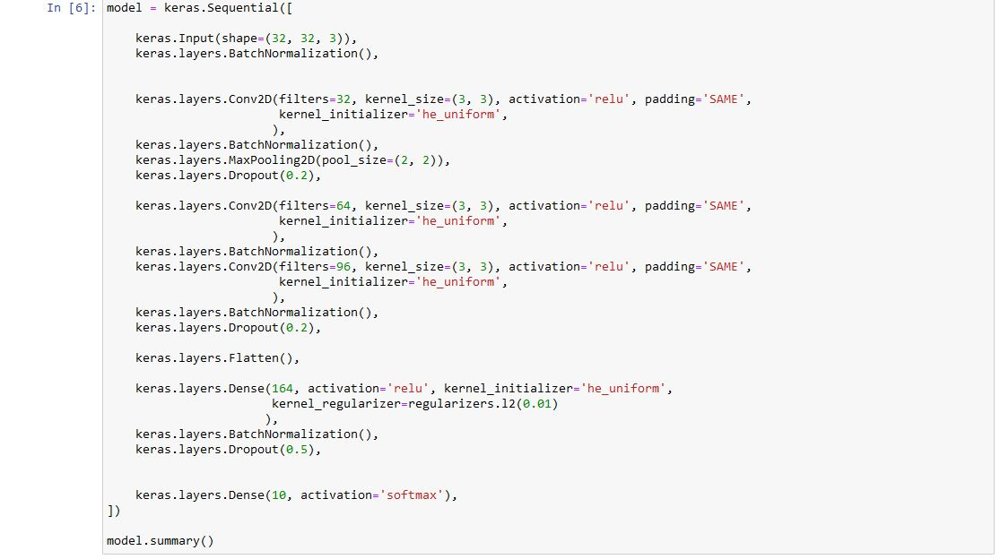 In [6]: model = keras.Sequential([
keras.Input(shape=(32, 32, 3)),
keras.layers.BatchNormalization(),
keras.layers.Conv2D(filters=32, kernel_size=(3, 3), activation='relu', padding='SAME',
kernel_initializer='he_uniform',
),
keras.layers.BatchNormalization(),
keras.layers.MaxPooling2D(pool_size=(2, 2)),
keras.layers.Dropout(0.2),
keras.layers.Conv2D(filters=64, kernel_size=(3, 3), activation='relu', padding='SAME',
kernel_initializer='he_uniform',
),
keras.layers.BatchNormalization(),
keras.layers.Conv2D(filters=96, kernel_size=(3, 3), activation='relu', padding='SAME',
kernel_initializer='he_uniform',
),
keras.layers.BatchNormalization(),
keras.layers.Dropout(0.2),
keras.layers.Flatten(),
keras.layers.Dense(164, activation='relu', kernel_initializer='he_uniform',
kernel_regularizer=regularizers.l2(0.01)
),
keras.layers.BatchNormalization(),
keras.layers.Dropout(0.5),
keras.layers.Dense(10, activation='softmax'),
])
model.summary()